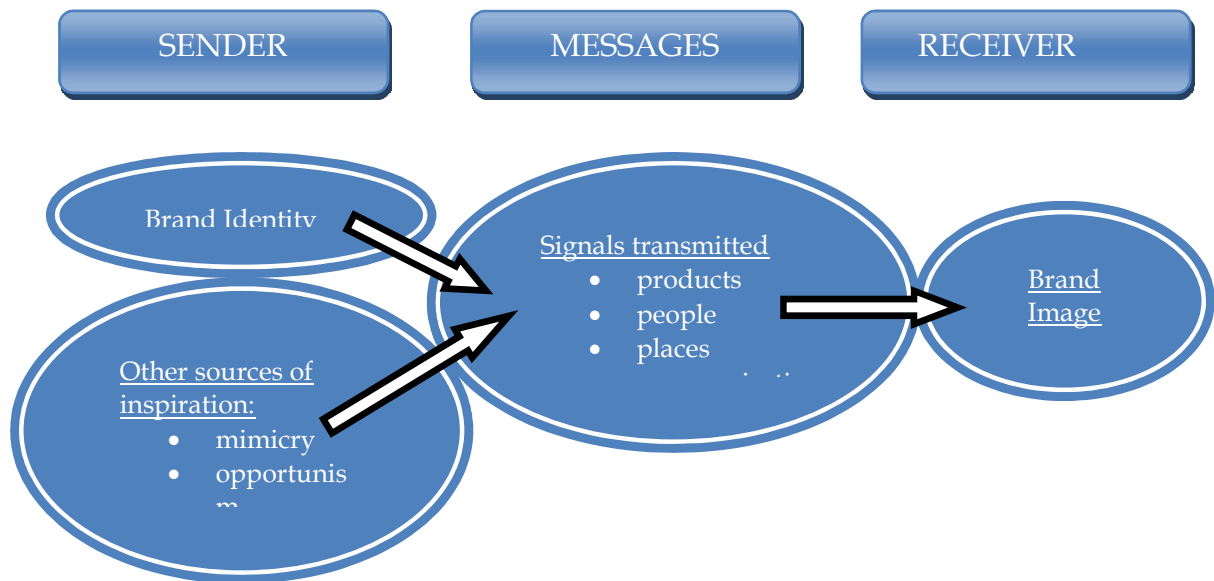 SENDER
MESSAGES
RECEIVER
Brand Identity
Other sources of
inspiration:
• mimicry
• opportunis
m
Signals transmitted
• products
• people
• places
Brand
Image